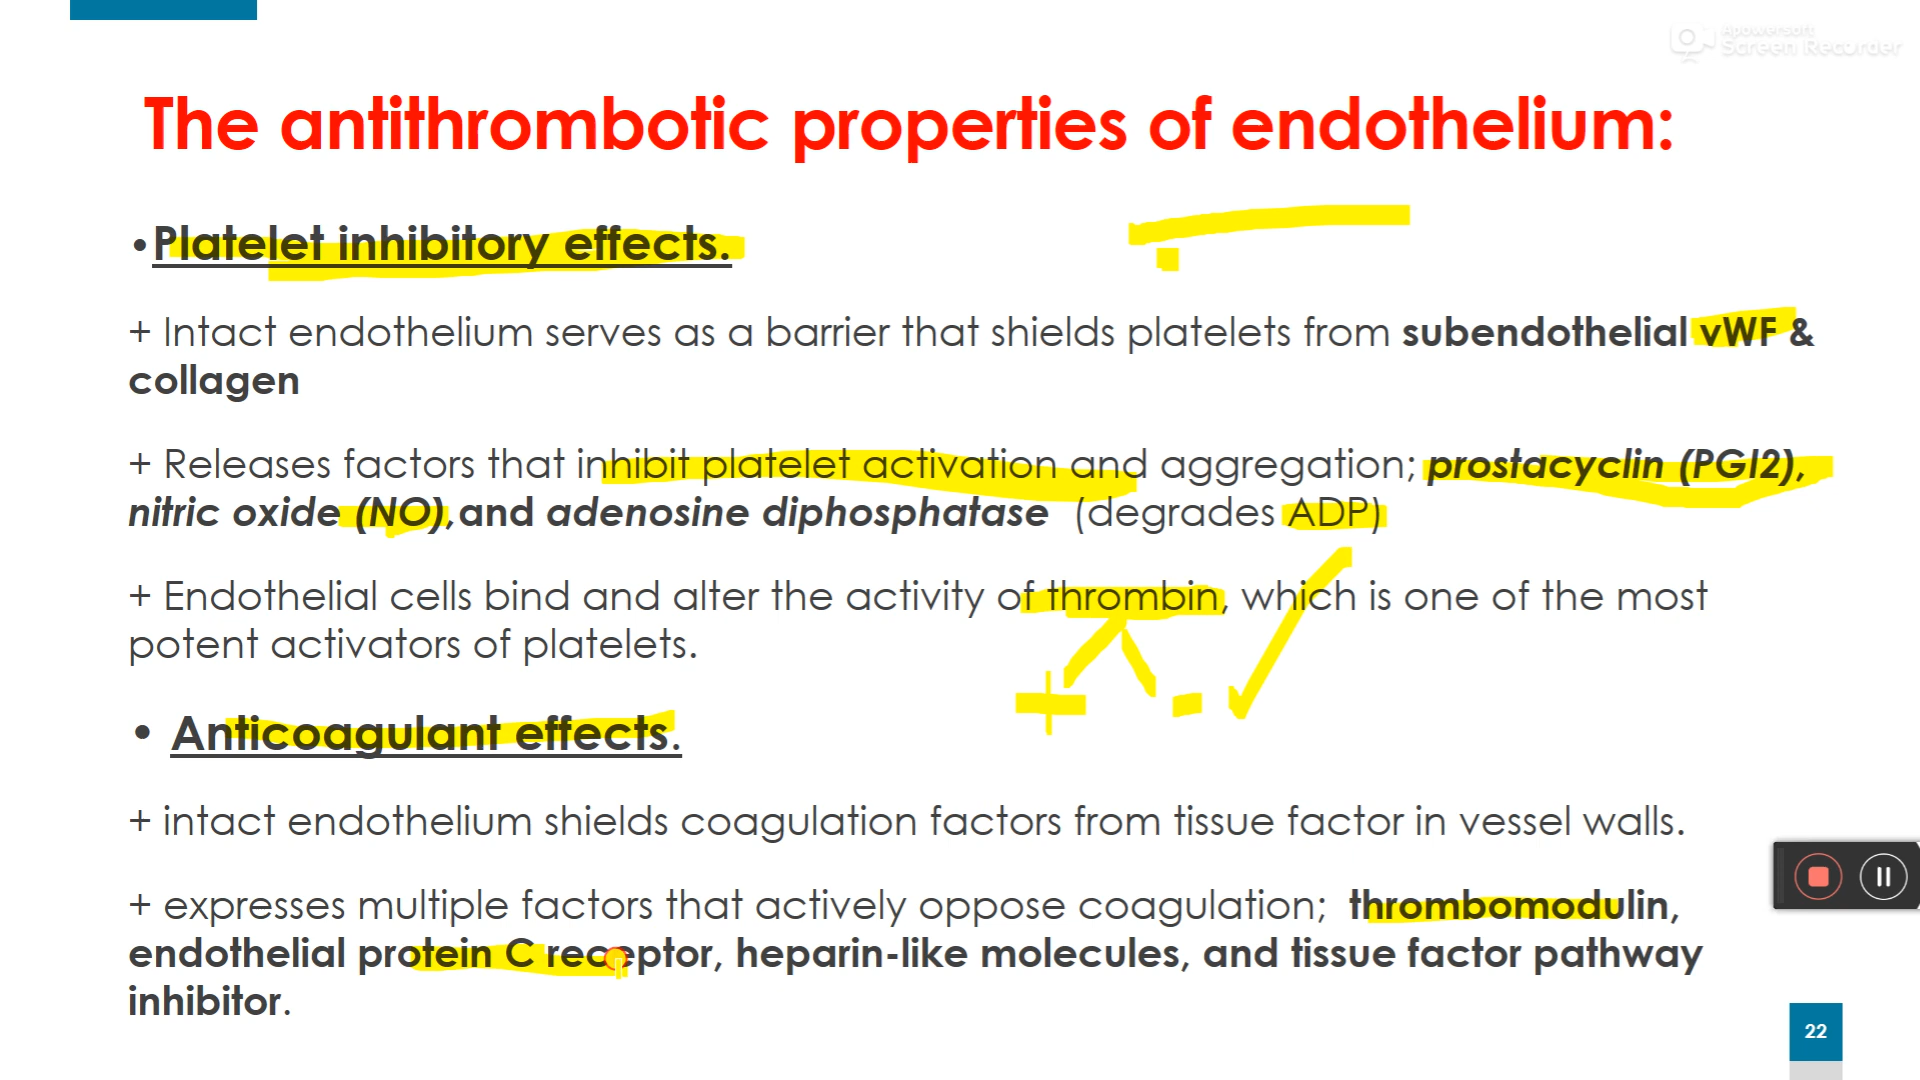 Apowersoft
Screen Recorder
The antithrombotic properties of endothelium:
•Platelet inhibitory effects.
+ Intact endothelium serves as a barrier that shields platelets from subendothelial vWF &
collagen
+ Releases factors that inhibit platelet activation and aggregation; prostacyclin (PGI2),
nitric oxide (NO), and adenosine diphosphatase (degrades ADP)
+ Endothelial cells bind and alter the activity of thrombin, which is one of the most
potent activators of platelets.
• Anticoagulant effects.
+ intact endothelium shields coagulation factors from tissue factor in vessel walls.
+ expresses multiple factors that actively oppose coagulation; thrombomodulin,
endothelial protein C receptor, heparin-like molecules, and tissue factor pathway
inhibitor.
22